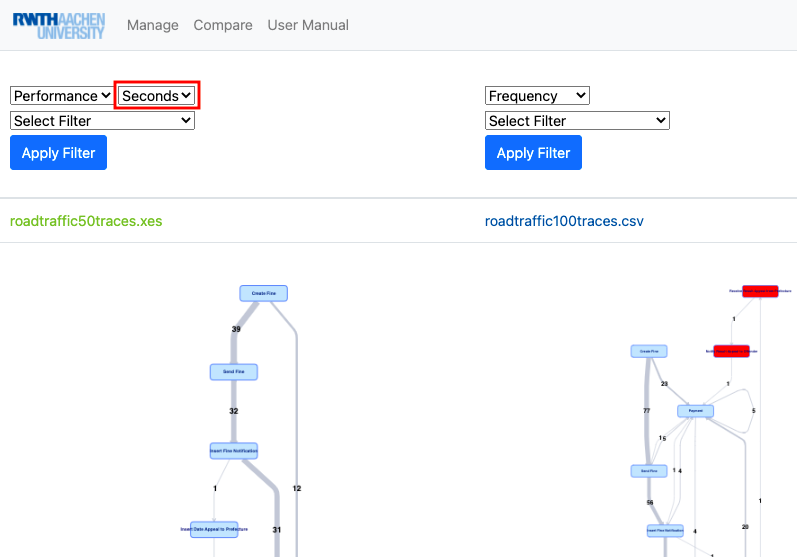 RWTH AACHEN
UNIVERSITY
Manage Compare User Manual
Performance Seconds
Select Filter
Apply Filter
Frequency
Select Filter
Apply Filter
roadtraffic50traces.xes
roadtraffic100traces.csv
Create Fine
39
Send Fine
32
Insert Fine Notification
1
12
31
Insert Date Appeal to Prefecture
1
Create Fine
23
1
77
Payment
5
1 6
Send Fine
1 4
56
1
Insert Fine Notification
4
20
1